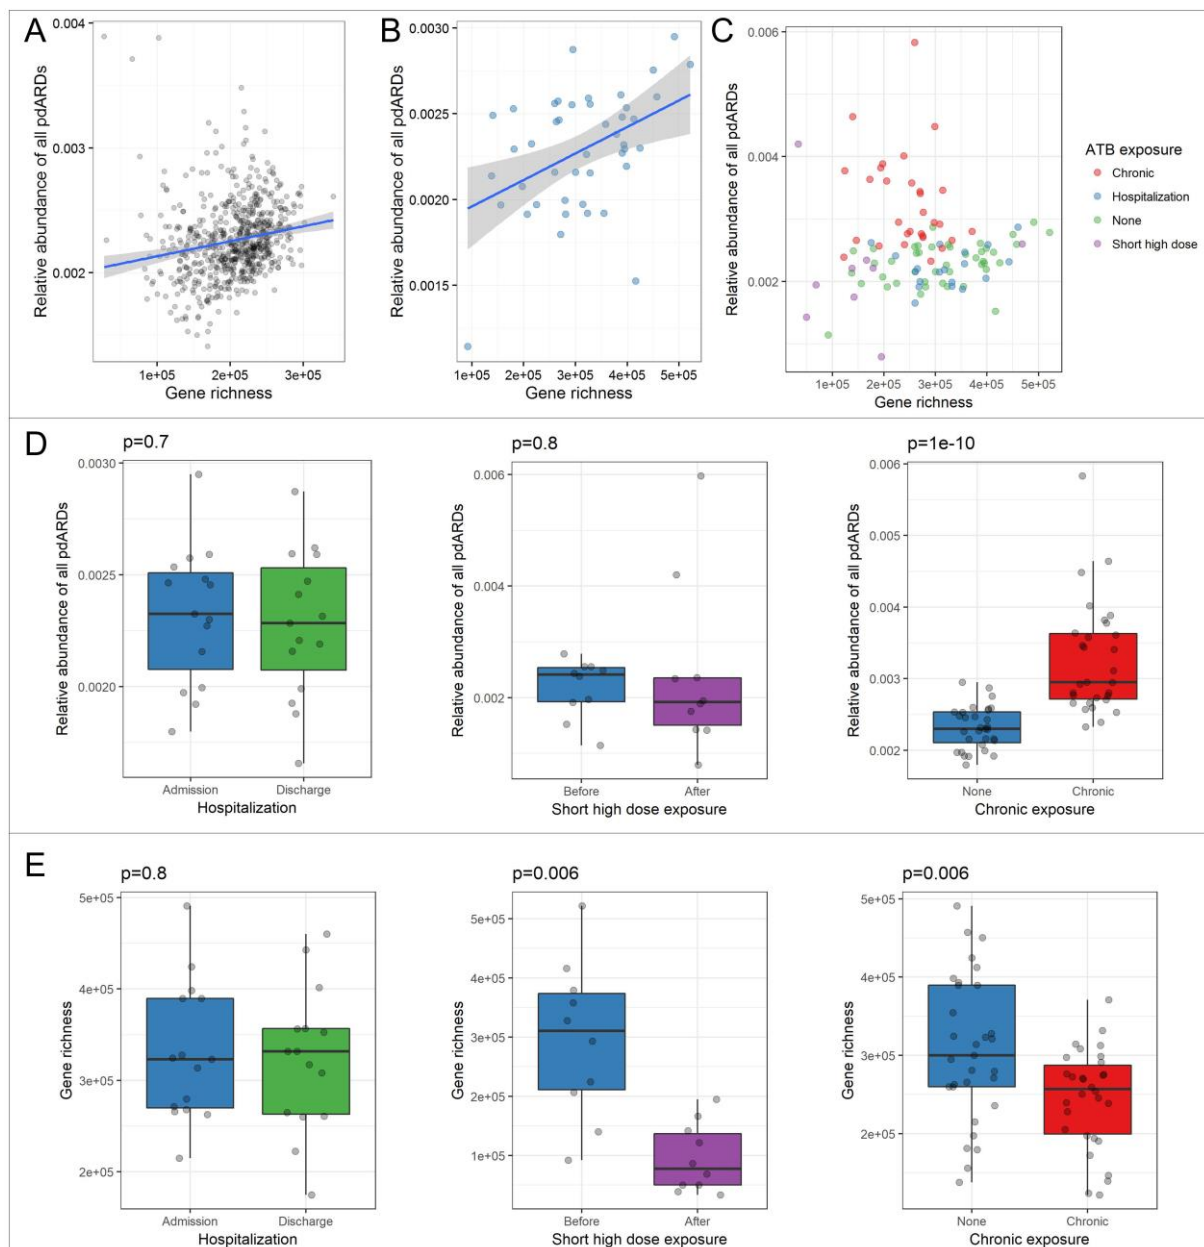 A
Relative abundance of all pdARDs
0.004
0.003
0.002
1e+05 2e+05 3e+05
Gene richness
B
Relative abundance of all pdARDs
0.0030
0.0025
0.0020
0.0015
1e+05 2e+05 3e+05 4e+05 5e+05
Gene richness
C
Relative abundance of all pdARDs
0.006
0.004
0.002
1e+05 2e+05 3e+05 4e+05 5e+05
Gene richness
ATB exposure
Chronic
Hospitalization
None
Short high dose
D
p=0.7
Relative abundance of all pdARDs
0.0030
0.0025
0.0020
Admission Discharge
Hospitalization
p=0.8
Relative abundance of all pdARDs
0.006
0.004
0.002
Before After
Short high dose exposure
p=1e-10
Relative abundance of all pdARDs
0.006
0.005
0.004
0.003
0.002
None Chronic
Chronic exposure
E
p=0.8
Gene richness
5e+05
4e+05
3e+05
2e+05
Admission Discharge
Hospitalization
p=0.006
Gene richness
5e+05
4e+05
3e+05
2e+05
1e+05
Before After
Short high dose exposure
p=0.006
Gene richness
5e+05
4e+05
3e+05
2e+05
None Chronic
Chronic exposure